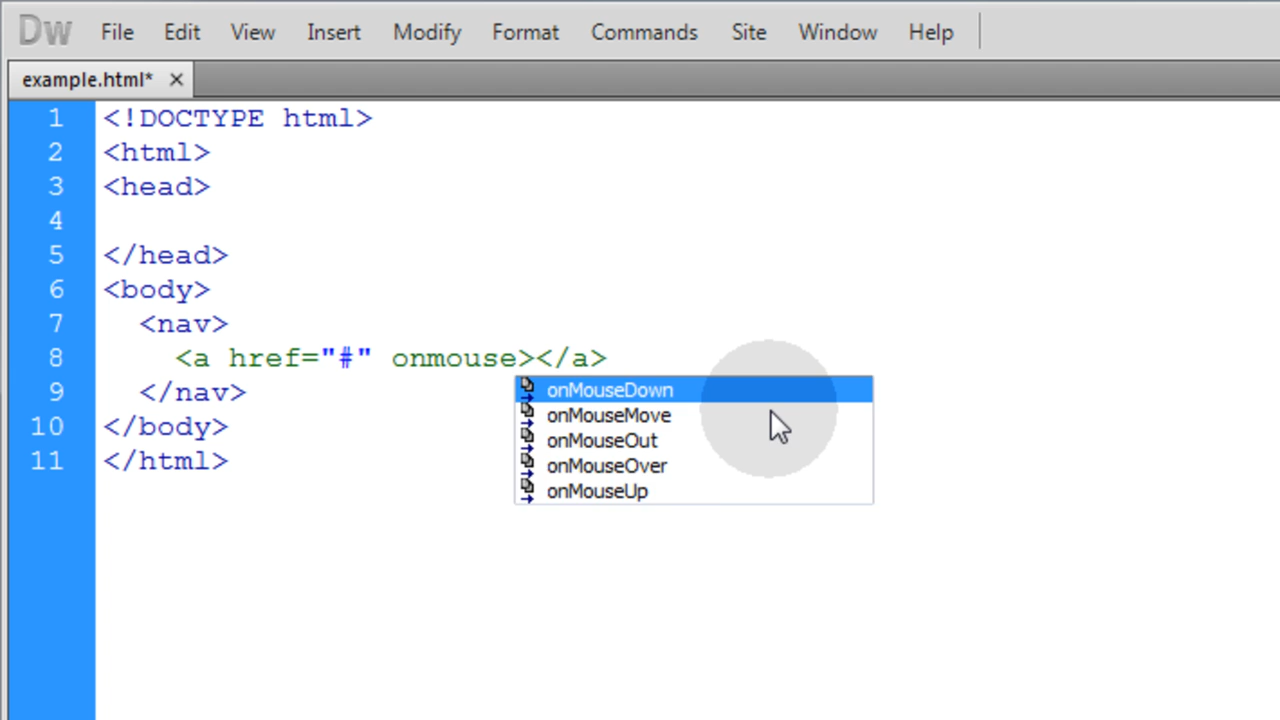 Dw File Edit View Insert Modify Format Commands Site Window Help
example.html* ×
1 <!DOCTYPE html>
2 <html>
3 <head>
4
5 </head>
6 <body>
7 <nav>
8 <a href="#" onmouse></a>
9 </nav>
10 </body>
11 </html>
onMouseDown
onMouseMove
onMouseOut
onMouseOver
onMouseUp